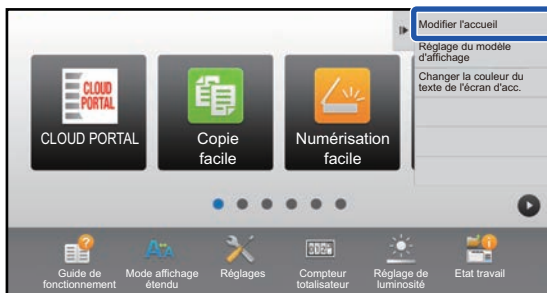 Modifier l'accueil
Réglage du modèle
d'affichage
Changer la couleur du
texte de l'écran d'acc.
CLOUD
PORTAL
CLOUD PORTAL
Copie
facile
Numérisation
facile
Guide de
fonctionnement
Mode affichage
étendu
Réglages
Compteur
totalisateur
Réglage de
luminosité
Etat travail